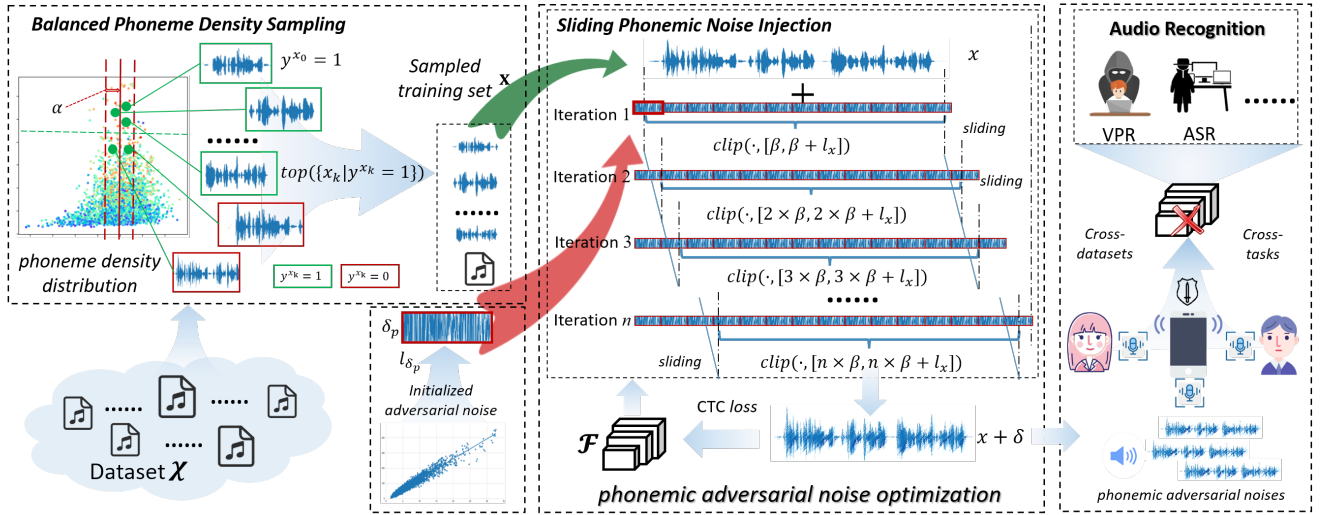 Balanced Phoneme Density Sampling
α
y^{x_0} = 1
top({x_k|y^{x_k} = 1})
phoneme density
distribution
y^{x_k} = 1
y^{x_k} = 0
Sampled
training set
x
Dataset χ
δ_p
l_{δ_p}
Initialized
adversarial noise
Sliding Phonemic Noise Injection
x
+
Iteration 1
clip(·, [β, β + l_x])
sliding
Iteration 2
clip(·, [2 × β, 2 × β + l_x])
sliding
Iteration 3
clip(·, [3 × β, 3 × β + l_x])
Iteration n
clip(·, [n × β, n × β + l_x])
sliding
CTC loss
ℱ
x + δ
phonemic adversarial noise optimization
Audio Recognition
VPR
ASR
Cross-
datasets
Cross-
tasks
phonemic adversarial noises